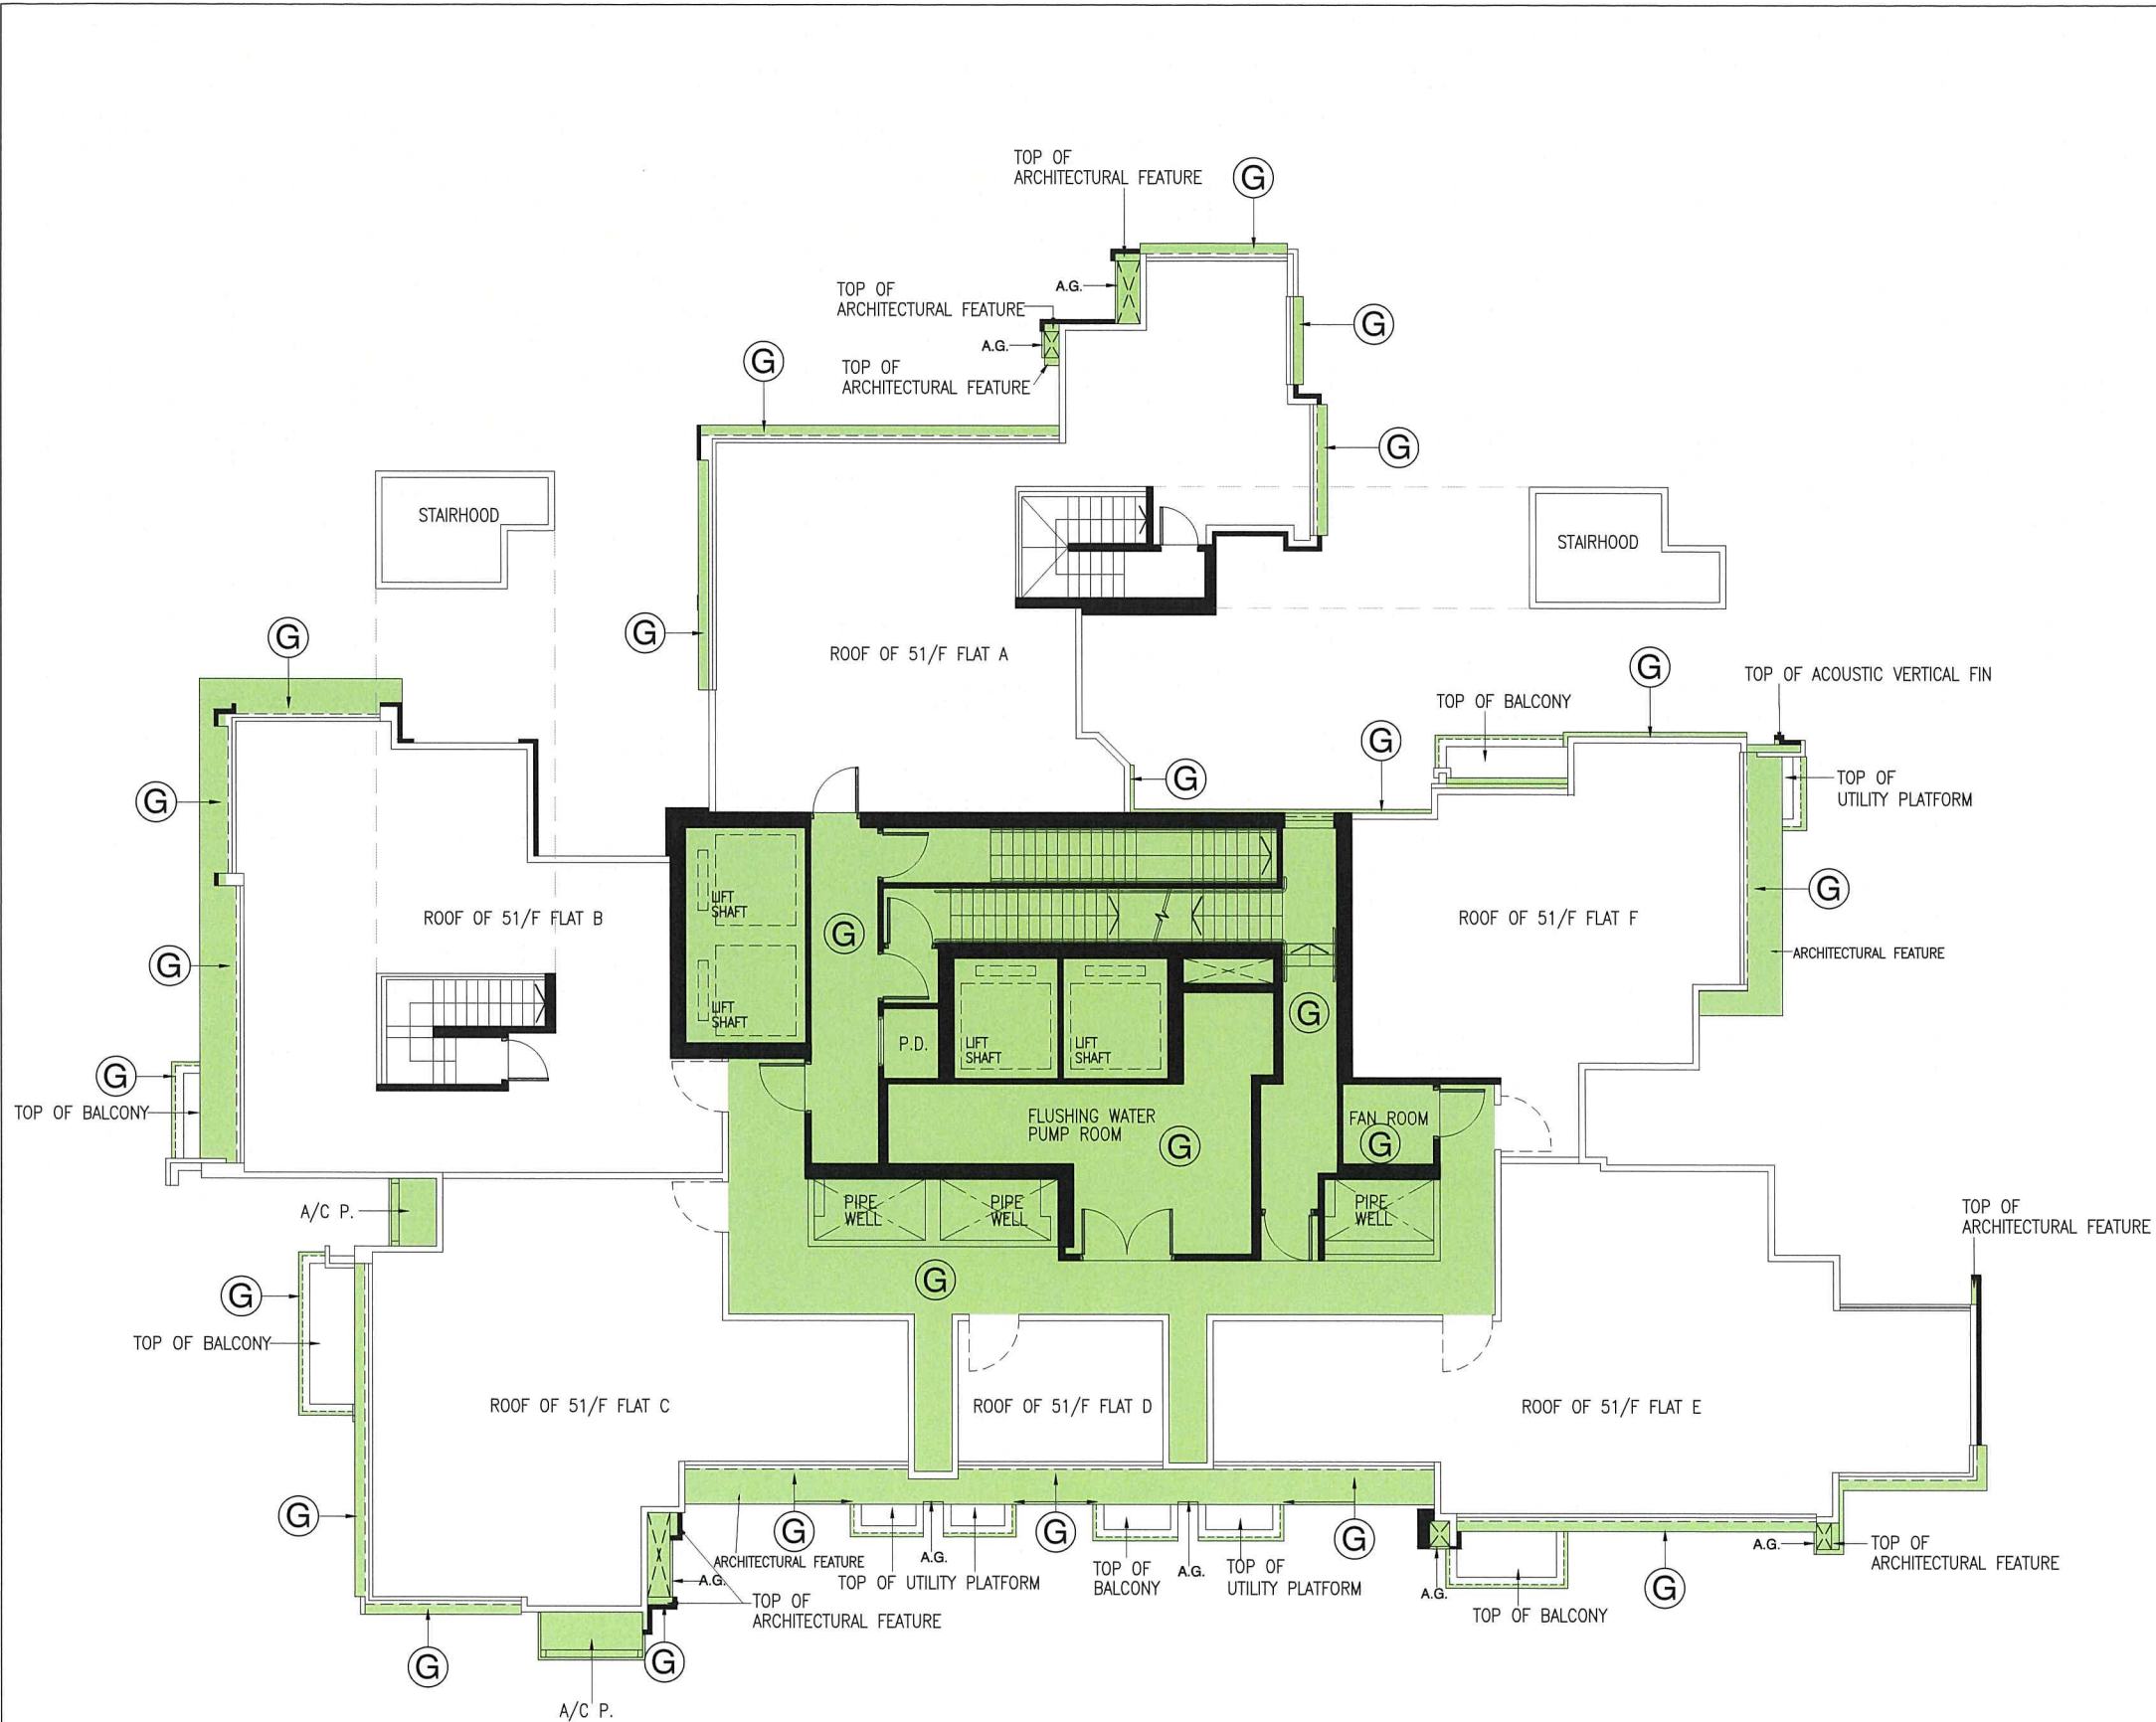 TOP OF
ARCHITECTURAL FEATURE
G
TOP OF
ARCHITECTURAL FEATURE
A.G.
G
A.G.
TOP OF
ARCHITECTURAL FEATURE
G
G
STAIRHOOD
STAIRHOOD
G
G
ROOF OF 51/F FLAT A
G
TOP OF ACOUSTIC VERTICAL FIN
TOP OF BALCONY
G
G
G
TOP OF
UTILITY PLATFORM
LIFT
SHAFT
G
ROOF OF 51/F FLAT B
ROOF OF 51/F FLAT F
G
G
ARCHITECTURAL FEATURE
LIFT
SHAFT
G
P.D.
LIFT
SHAFT
LIFT
SHAFT
G
TOP OF BALCONY
FLUSHING WATER
PUMP ROOM
G
FAN ROOM
G
A/C P.
PIPE
WELL
PIPE
WELL
PIPE
WELL
TOP OF
ARCHITECTURAL FEATURE
G
G
TOP OF BALCONY
ROOF OF 51/F FLAT C
ROOF OF 51/F FLAT D
ROOF OF 51/F FLAT E
G
G
G
G
ARCHITECTURAL FEATURE
A.G.
A.G.
TOP OF UTILITY PLATFORM
TOP OF
BALCONY
A.G.
TOP OF
UTILITY PLATFORM
A.G.
A.G.
TOP OF
ARCHITECTURAL FEATURE
G
TOP OF
ARCHITECTURAL FEATURE
TOP OF BALCONY
G
G
A/C P.